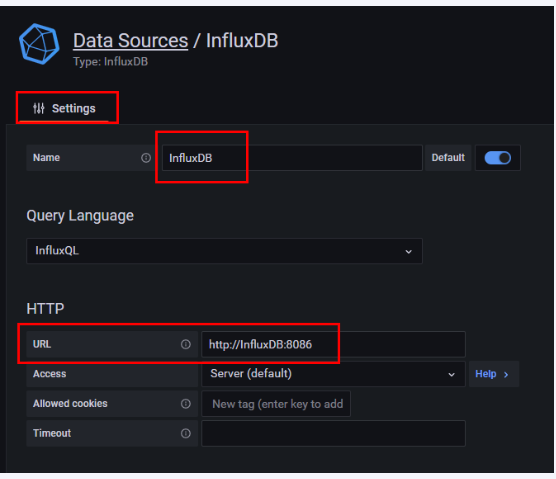 Data Sources / InfluxDB
Type: InfluxDB
Settings
Name InfluxDB Default
Query Language
InfluxQL
HTTP
URL http://InfluxDB:8086
Access Server (default) Help >
Allowed cookies New tag (enter key to add
Timeout